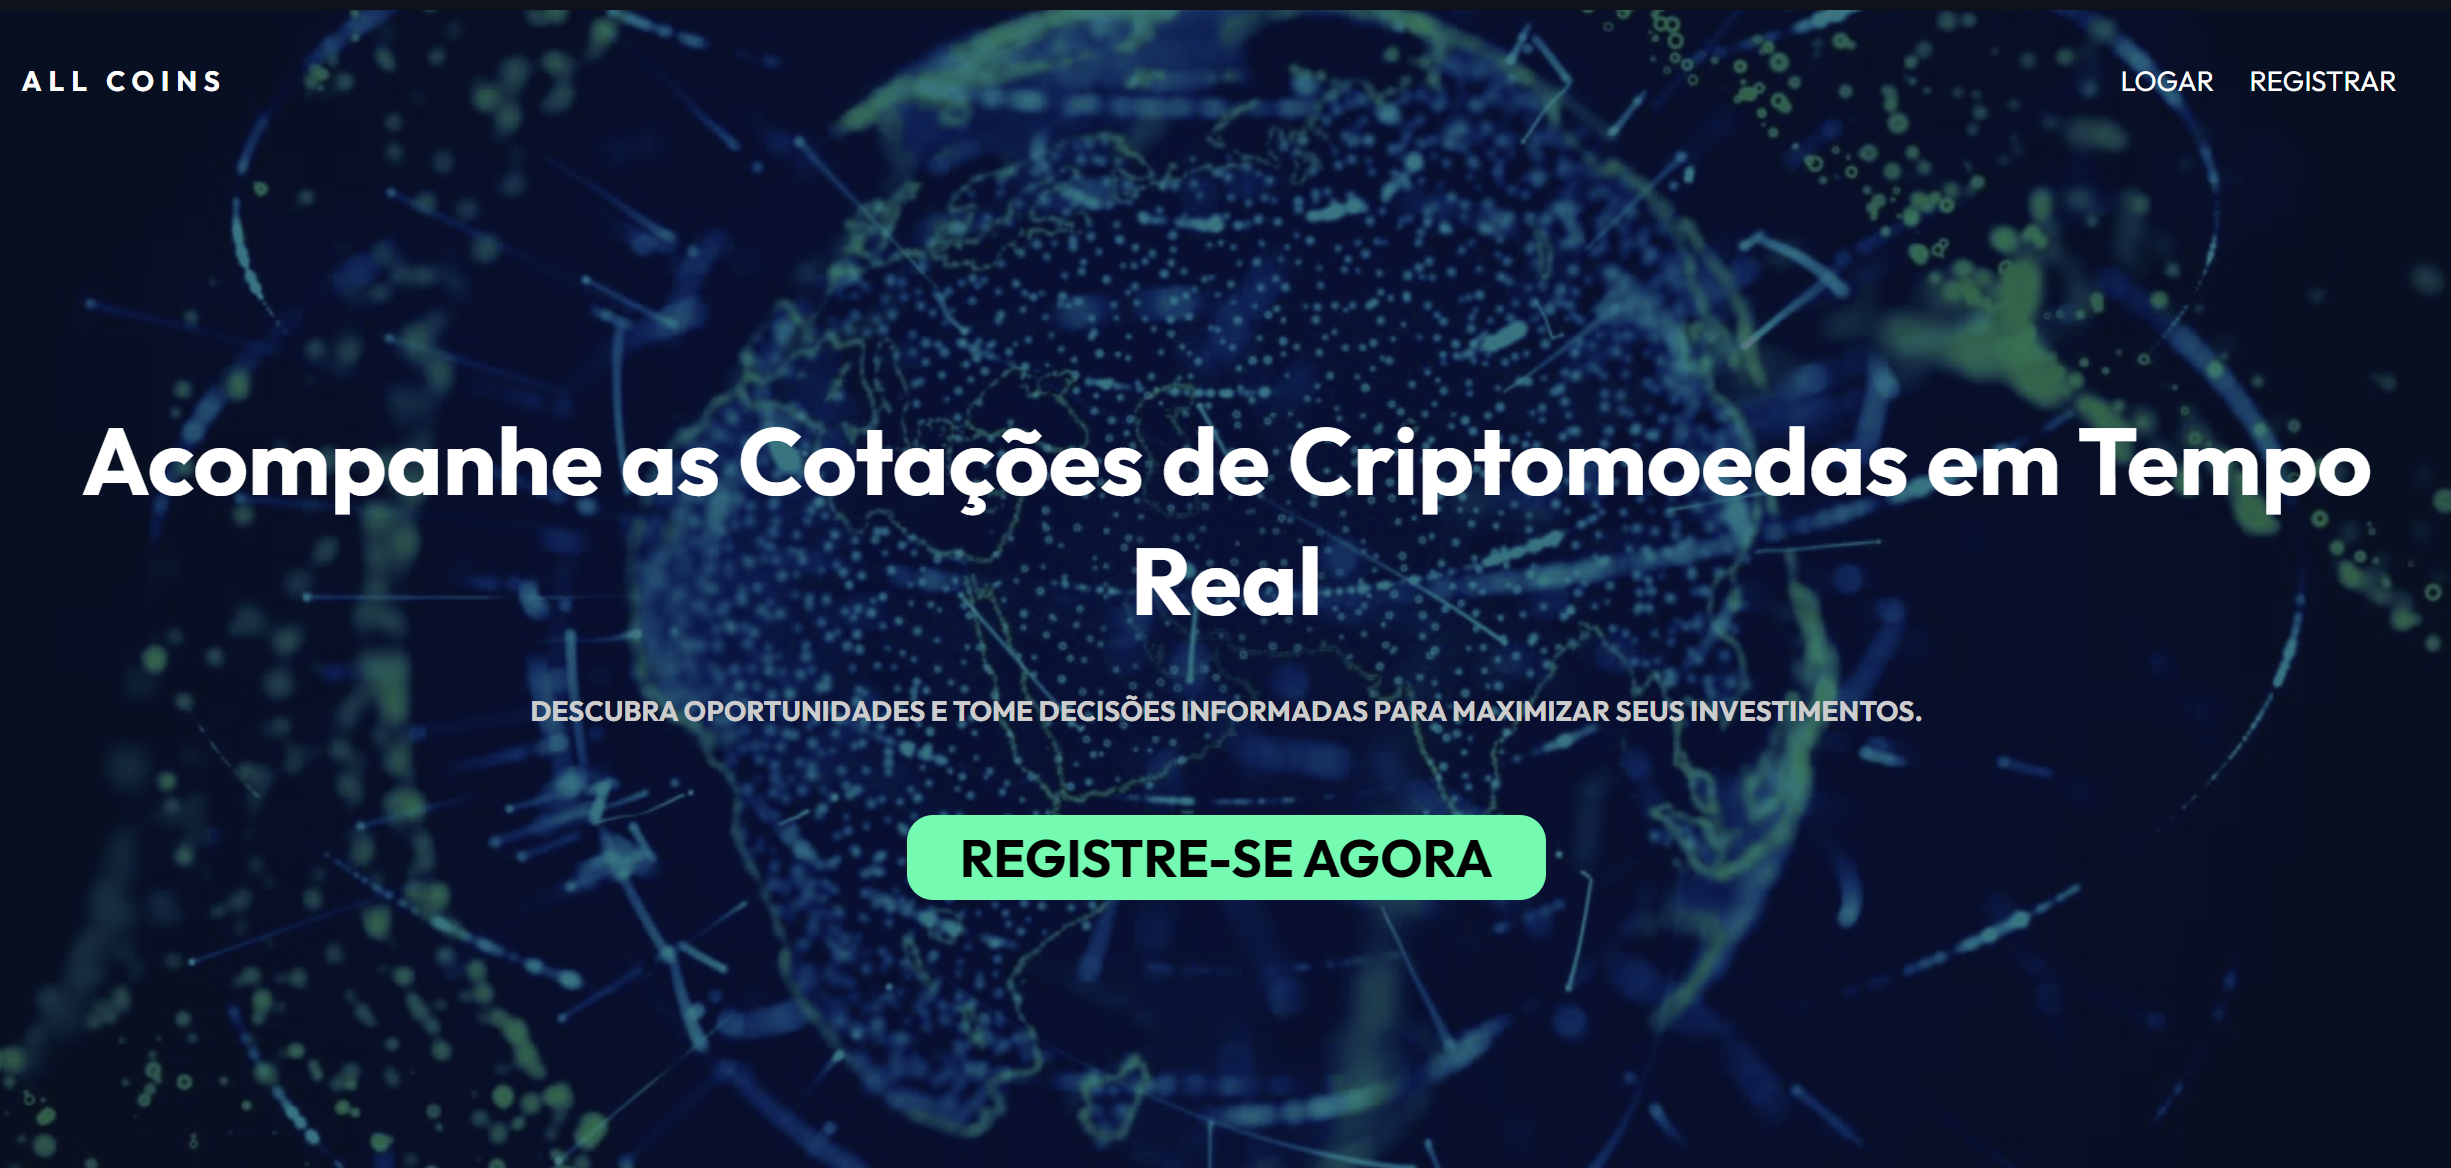 ALL COINS
LOGAR REGISTRAR
Acompanhe as Cotações de Criptomoedas em Tempo
Real
DESCUBRA OPORTUNIDADES E TOME DECISÕES INFORMADAS PARA MAXIMIZAR SEUS INVESTIMENTOS.
REGISTRE-SE AGORA